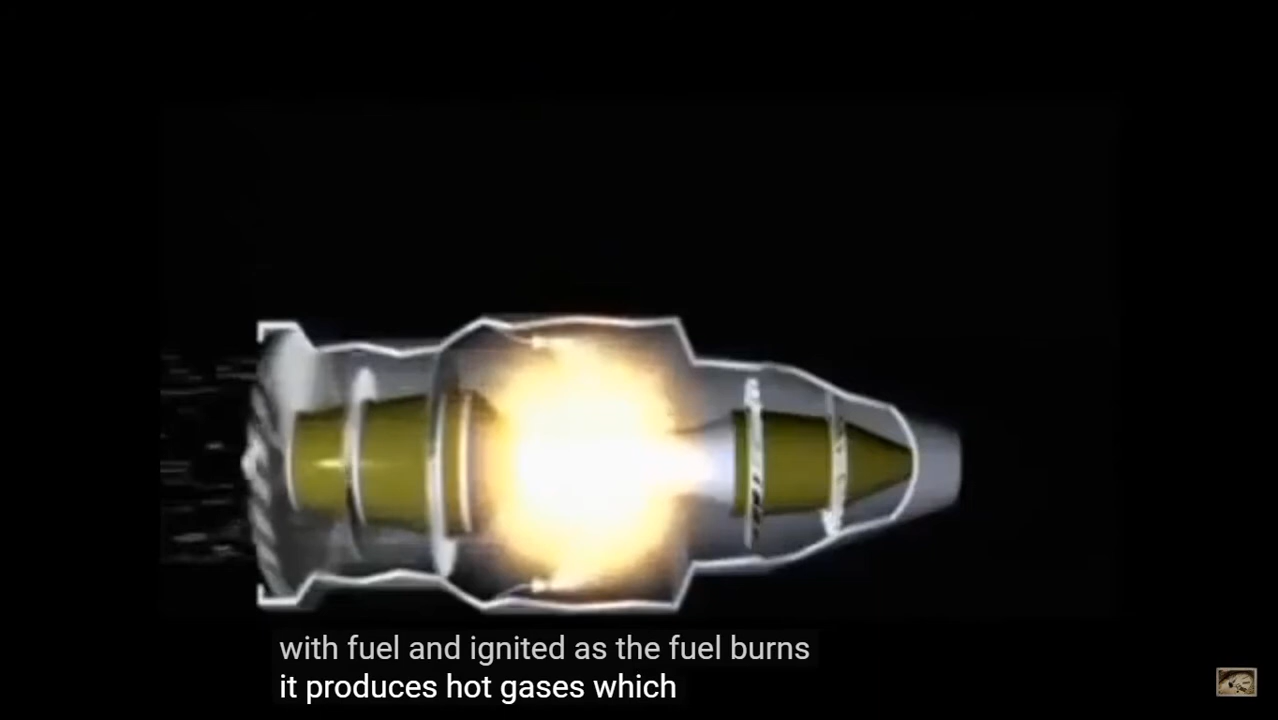 with fuel and ignited as the fuel burns
it produces hot gases which